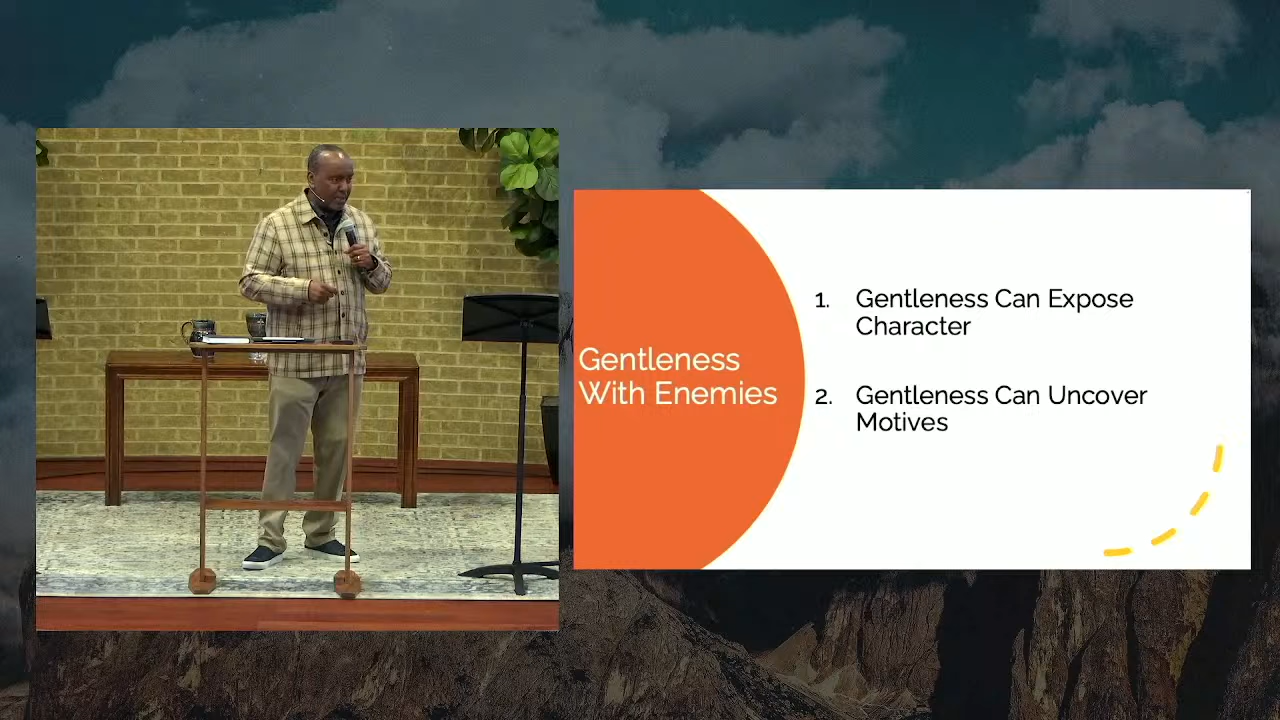 Gentleness
With Enemies
1. Gentleness Can Expose
Character
2. Gentleness Can Uncover
Motives